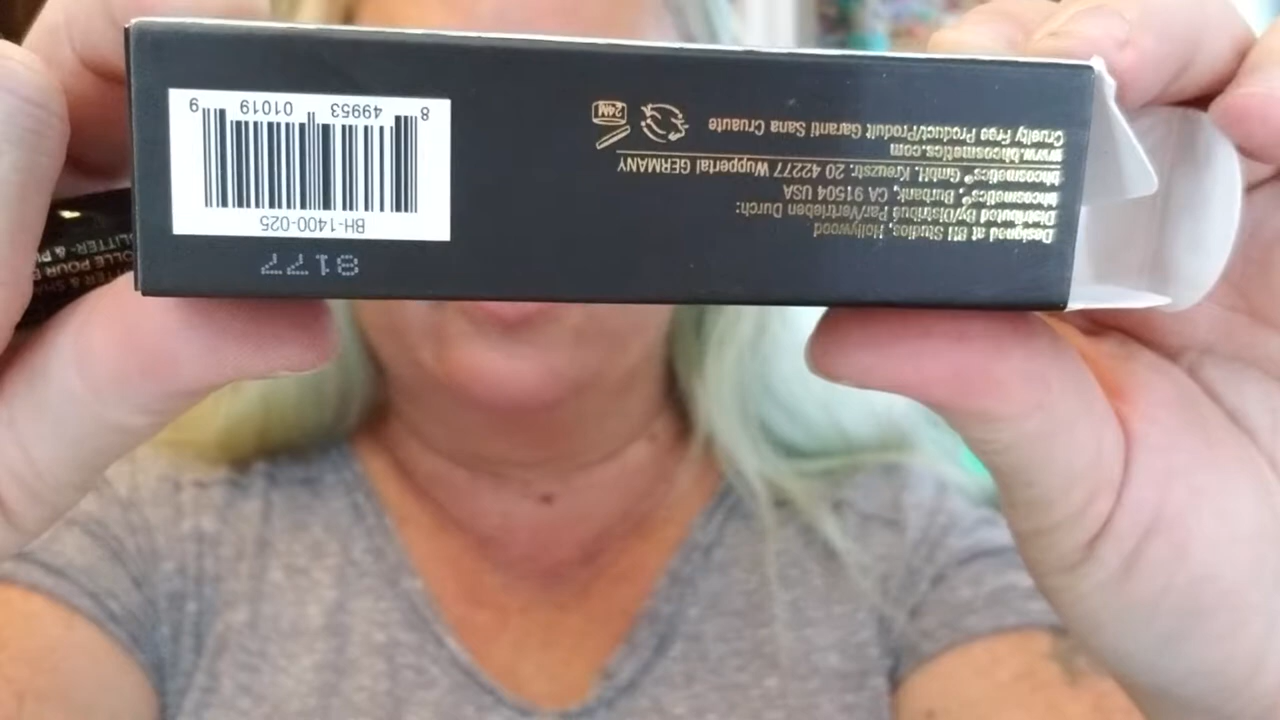 Designed at BH Studios, Hollywood
Distributed By/Distribué Par/Vertrieben Durch:
bhcosmetics®, Burbank, CA 91504 USA
bhcosmetics® GmbH. Kreuzstr. 20 42277 Wuppertal GERMANY
www.bhcosmetics.com
Cruelty Free Product/Produit Garanti Sana Cruaute
24M
8177
BH-1400-025
8 49953 01019 9